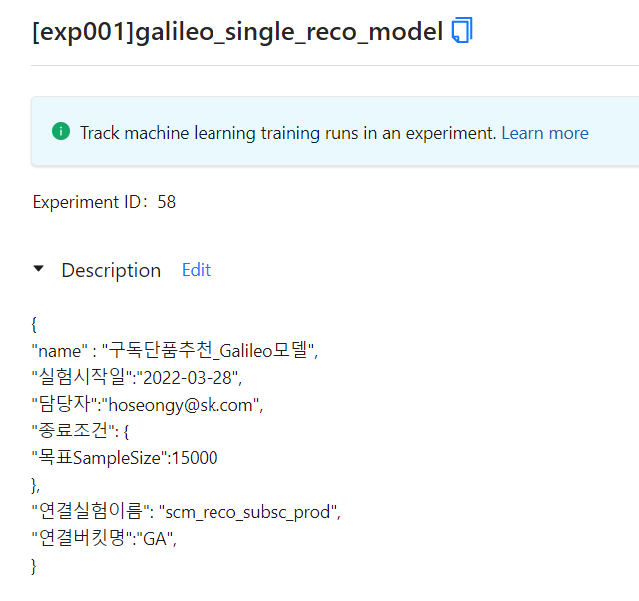 [exp001]galileo_single_reco_model
Track machine learning training runs in an experiment. Learn more
Experiment ID: 58
Description Edit
{
"name" : "구독단품추천_Galileo모델",
"실험시작일":"2022-03-28",
"담당자":"hoseongy@sk.com",
"종료조건": {
"목표SampleSize":15000
},
"연결실험이름": "scm_reco_subsc_prod",
"연결버킷명":"GA",
}